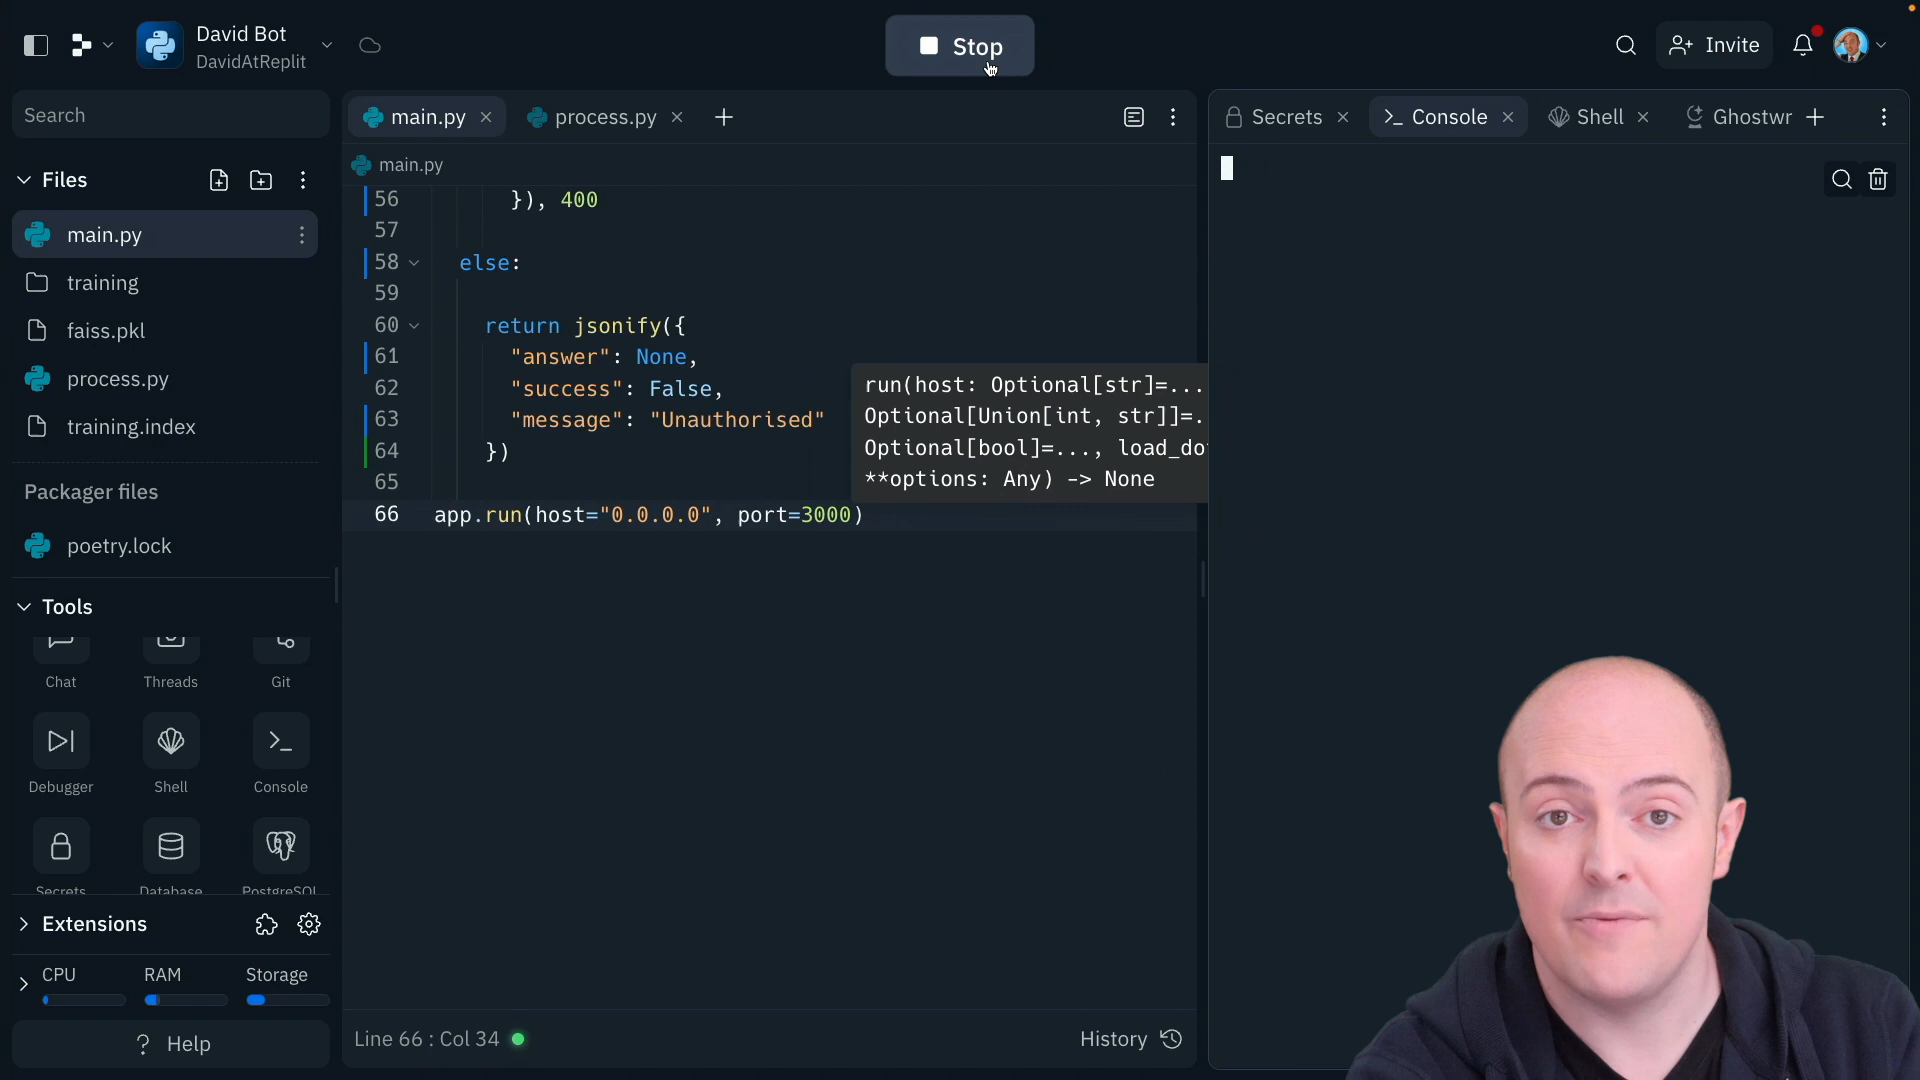 David Bot
DavidAtReplit
Stop
Invite
Search
Files
main.py
training
faiss.pkl
process.py
training.index
Packager files
poetry.lock
Tools
Chat
Threads
Git
Debugger
Shell
Console
Secrets
Database
PostgreSQL
Extensions
CPU
RAM
Storage
? Help
main.py
process.py
main.py
56 }), 400
57
58 else:
59
60 return jsonify({
61 "answer": None,
62 "success": False,
63 "message": "Unauthorised"
64 })
65
66 app.run(host="0.0.0.0", port=3000)
run(host: Optional[str]=...
Optional[Union[int, str]]=.
Optional[bool]=..., load_do
**options: Any) -> None
Line 66 : Col 34
History
Secrets
Console
Shell
Ghostwr